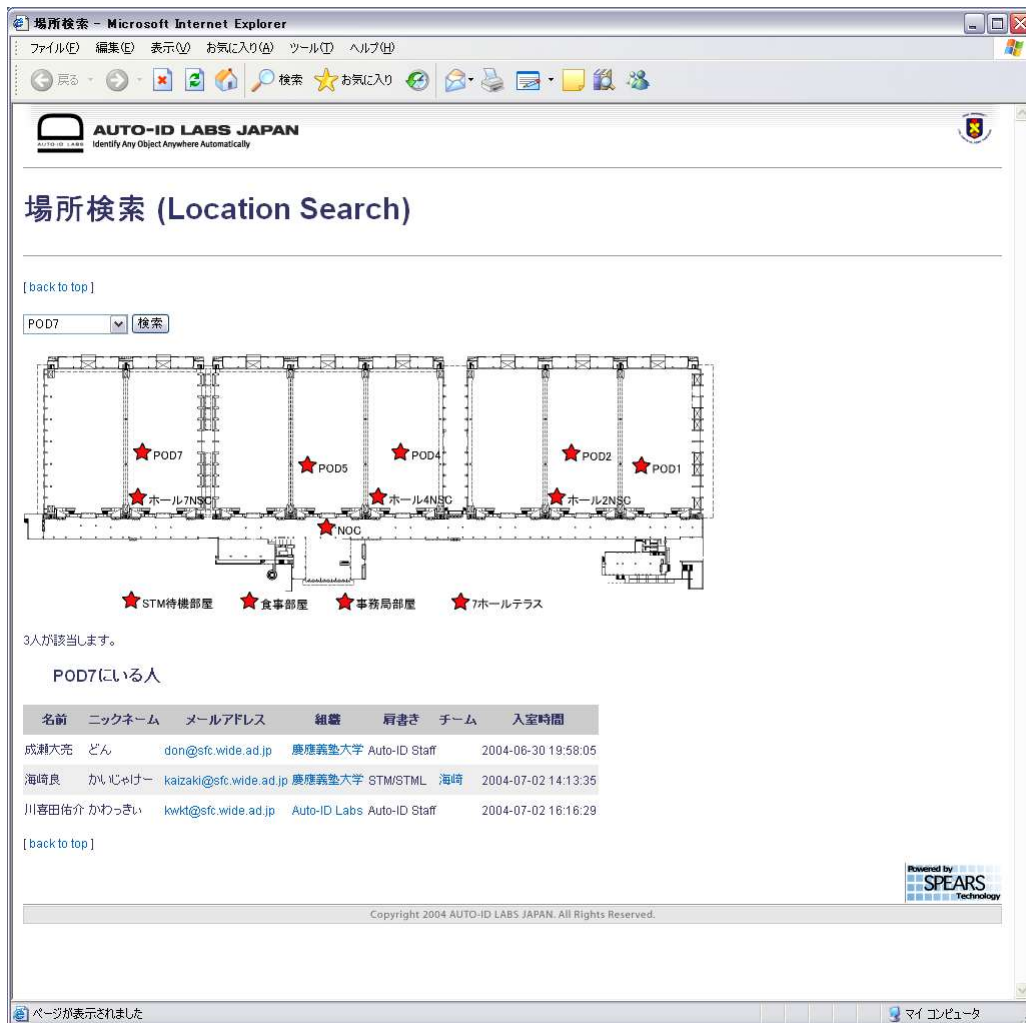 場所検索 - Microsoft Internet Explorer
ファイル(F) 編集(E) 表示(V) お気に入り(A) ツール(T) ヘルプ(H)
戻る 検索 お気に入り
AUTO-ID LABS
AUTO-ID LABS JAPAN
Identify Any Object Anywhere Automatically
場所検索 (Location Search)
[ back to top ]
POD7 検索
POD7 POD5 POD4 POD2 POD1
ホール7NSC ホール4NSC ホール2NSC
NOC
STM待機部屋 食事部屋 事務局部屋 7ホールテラス
3人が該当します。
POD7にいる人
名前 ニックネーム メールアドレス 組織 肩書き チーム 入室時間
成瀬大亮 どん don@sfc.wide.ad.jp 慶應義塾大学 Auto-ID Staff 2004-06-30 19:58:05
海崎良 かいじゃけー kaizaki@sfc.wide.ad.jp 慶應義塾大学 STM/STML 海崎 2004-07-02 14:13:35
川喜田佑介 かわっきぃ kwkt@sfc.wide.ad.jp Auto-ID Labs Auto-ID Staff 2004-07-02 16:16:29
[ back to top ]
Powered by
SPEARS
Technology
Copyright 2004 AUTO-ID LABS JAPAN. All Rights Reserved.
ページが表示されました マイ コンピュータ